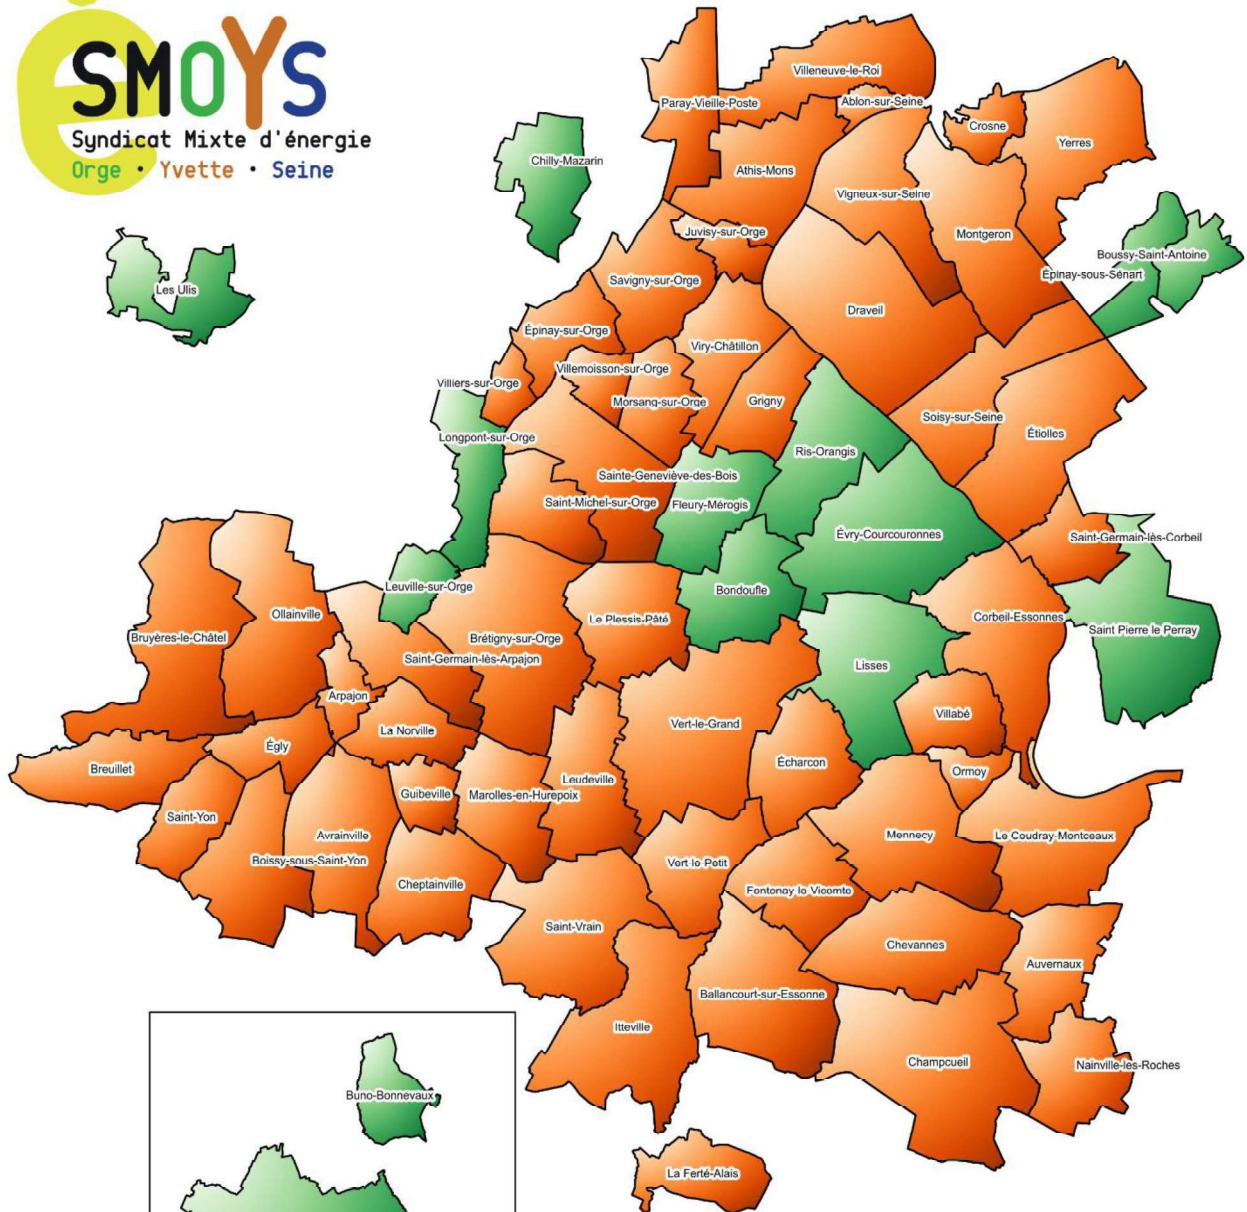 SMOYS
Syndicat Mixte d'énergie
Orge · Yvette · Seine
Villeneuve-le-Roi
Paray-Vieille-Poste
Ablon-sur-Seine
Crosne
Yerres
Chilly-Mazarin
Athis-Mons
Vigneux-sur-Seine
Juvisy-sur-Orge
Montgeron
Boussy-Saint-Antoine
Épinay-sous-Sénart
Les Ulis
Savigny-sur-Orge
Draveil
Épinay-sur-Orge
Viry-Châtillon
Villemoisson-sur-Orge
Villiers-sur-Orge
Morsang-sur-Orge
Grigny
Soisy-sur-Seine
Étiolles
Longpont-sur-Orge
Ris-Orangis
Sainte-Geneviève-des-Bois
Saint-Michel-sur-Orge
Fleury-Mérogis
Évry-Courcouronnes
Saint-Germain-lès-Corbeil
Leuville-sur-Orge
Bondoufle
Ollainville
Le Plessis-Pâté
Corbeil-Essonnes
Saint Pierre le Perray
Bruyères-le-Châtel
Brétigny-sur-Orge
Saint-Germain-lès-Arpajon
Lisses
Arpajon
Villabé
Vert-le-Grand
La Norville
Égly
Écharcon
Breuillet
Ormoy
Leudeville
Guibeville
Marolles-en-Hurepoix
Saint-Yon
Avrainville
Mennecy
Le Coudray-Montceaux
Boissy-sous-Saint-Yon
Vert-le-Petit
Cheptainville
Fontenay-le-Vicomte
Saint-Vrain
Chevannes
Auvernaux
Ballancourt-sur-Essonne
Itteville
Champcueil
Nainville-les-Roches
Buno-Bonnevaux
La Ferté-Alais